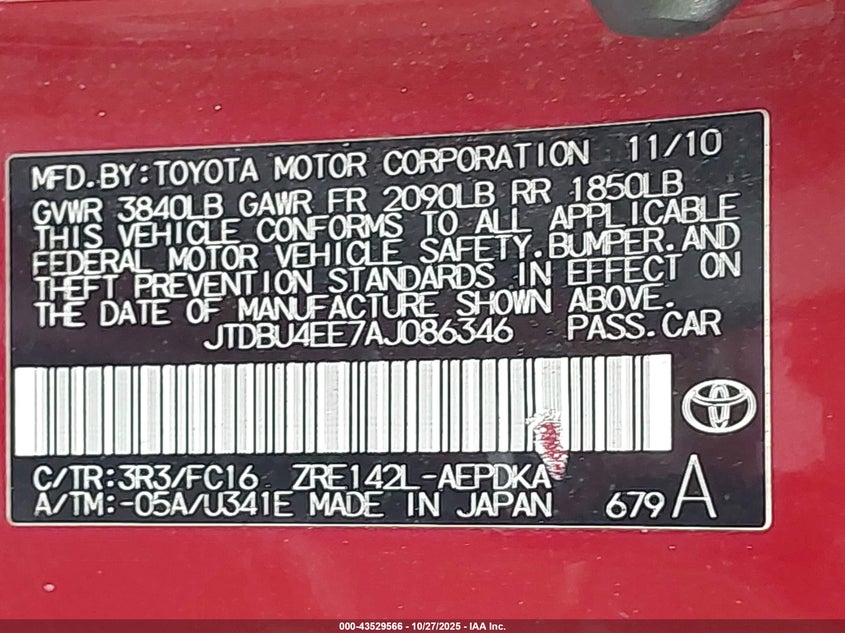 MFD. BY: TOYOTA MOTOR CORPORATION 11/10
GVWR 3840LB GAWR FR 2090LB RR 1850LB
THIS VEHICLE CONFORMS TO ALL APPLICABLE
FEDERAL MOTOR VEHICLE SAFETY, BUMPER, AND
THEFT PREVENTION STANDARDS IN EFFECT ON
THE DATE OF MANUFACTURE SHOWN ABOVE.
JTDBU4EE7AJ086346 PASS. CAR
C/TR: 3R3/FC16 ZRE142L-AEPDKA
A/TM: -05A/U341E MADE IN JAPAN 679 A
000-43529566 - 10/27/2025 - IAA Inc.